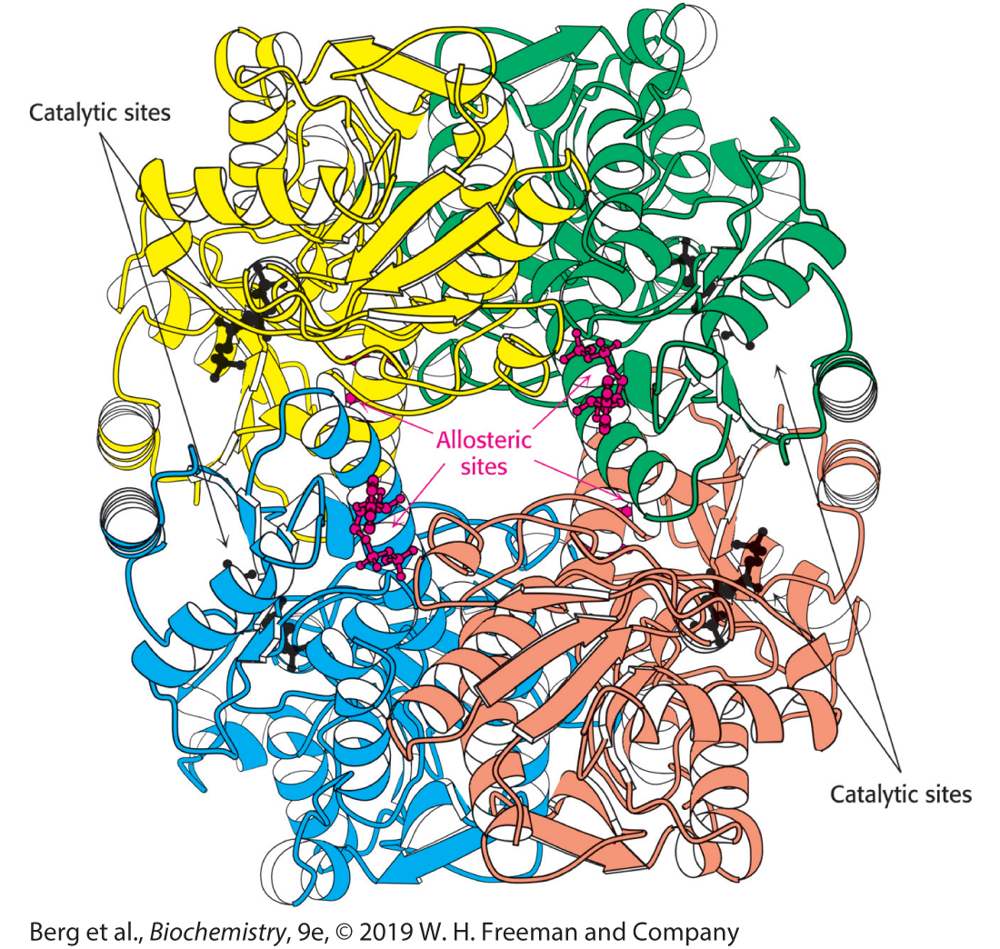 Catalytic sites
Allosteric
sites
Catalytic sites
Berg et al., Biochemistry, 9e, © 2019 W. H. Freeman and Company